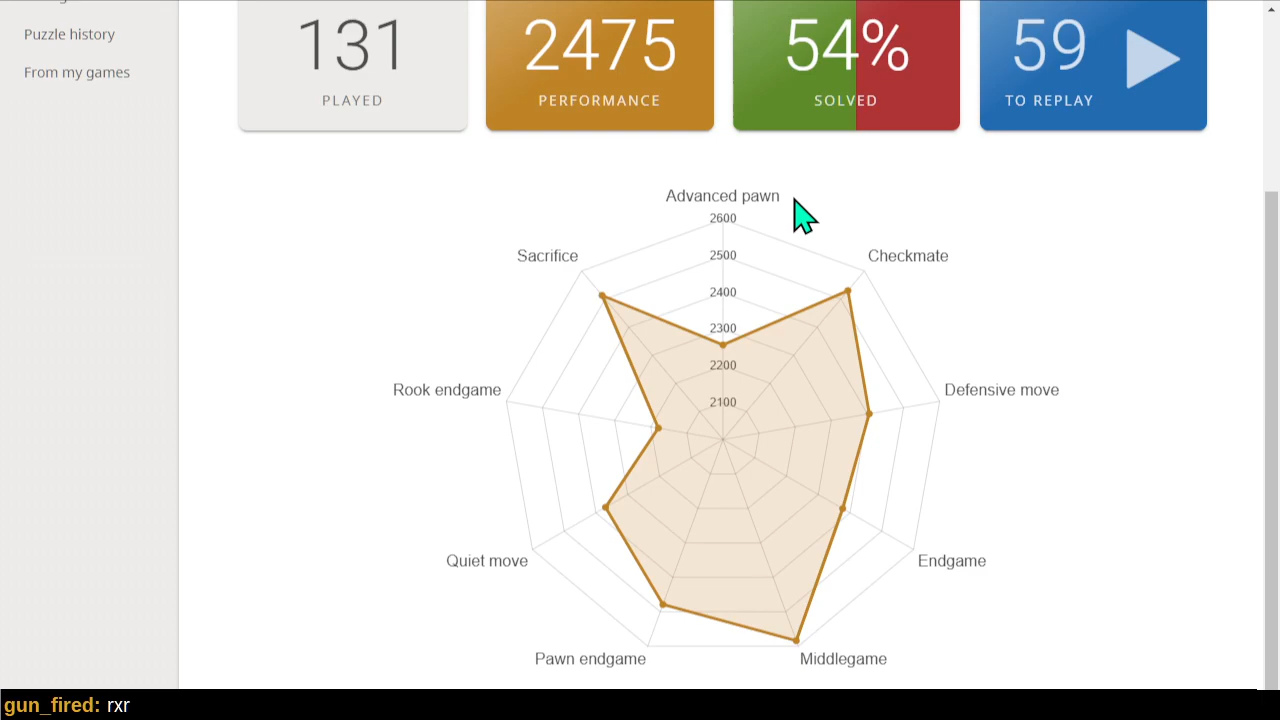 Puzzle history
From my games
131
PLAYED
2475
PERFORMANCE
54%
SOLVED
59
TO REPLAY
Advanced pawn
2600
Sacrifice
2500
Checkmate
2400
2300
2200
Rook endgame
2100
Defensive move
Quiet move
Endgame
Pawn endgame
Middlegame
gun_fired: rxr